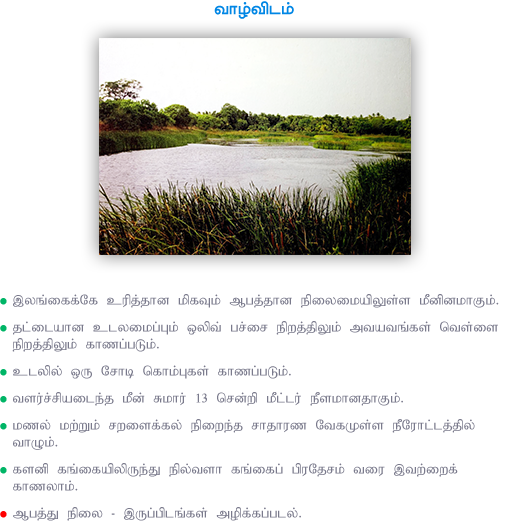 வாழ்விடம்
இலங்கைக்கே உரித்தான மிகவும் ஆபத்தான நிலைமையிலுள்ள மீனினமாகும்.
தட்டையான உடலமைப்பும் ஒலிவ் பச்சை நிறத்திலும் அவயவங்கள் வெள்ளை
நிறத்திலும் காணப்படும்.
உடலில் ஒரு சோடி கொம்புகள் காணப்படும்.
வளர்ச்சியடைந்த மீன் சுமார் 13 சென்றி மீட்டர் நீளமானதாகும்.
மணல் மற்றும் சறளைக்கல் நிறைந்த சாதாரண வேகமுள்ள நீரோட்டத்தில்
வாழும்.
களனி கங்கையிலிருந்து நில்வளா கங்கைப் பிரதேசம் வரை இவற்றைக்
காணலாம்.
ஆபத்து நிலை - இருப்பிடங்கள் அழிக்கப்படல்.